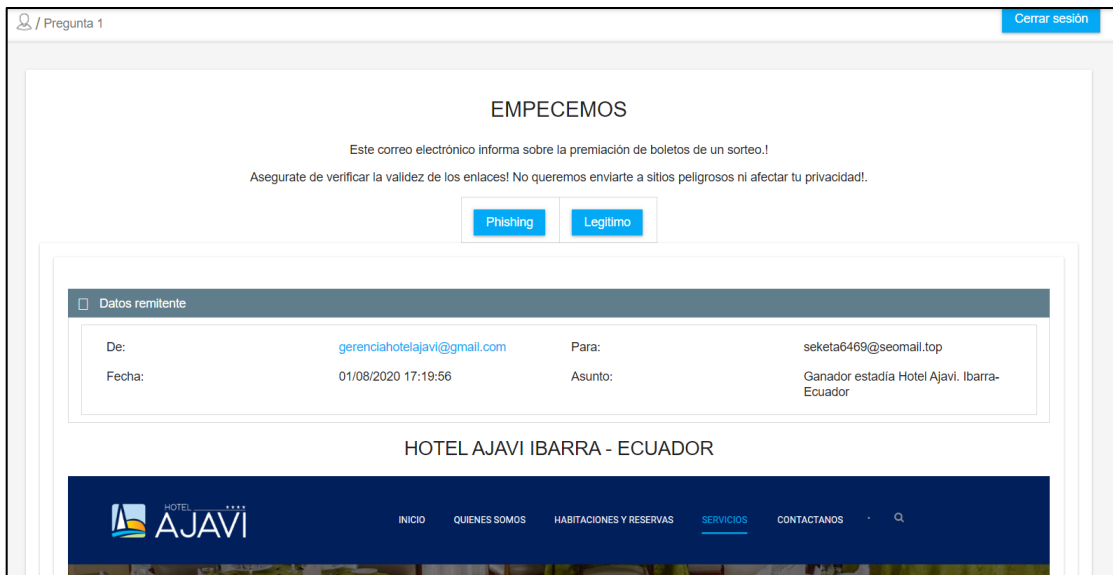 / Pregunta 1
Cerrar sesión
EMPECEMOS
Este correo electrónico informa sobre la premiación de boletos de un sorteo.!
Asegurate de verificar la validez de los enlaces! No queremos enviarte a sitios peligrosos ni afectar tu privacidad!.
Phishing Legitimo
Datos remitente
De: gerenciahotelajavi@gmail.com Para: seketa6469@seomail.top
Fecha: 01/08/2020 17:19:56 Asunto: Ganador estadía Hotel Ajavi. Ibarra-
Ecuador
HOTEL AJAVI IBARRA - ECUADOR
HOTEL ****
AJAVÍ
INICIO QUIENES SOMOS HABITACIONES Y RESERVAS SERVICIOS CONTACTANOS